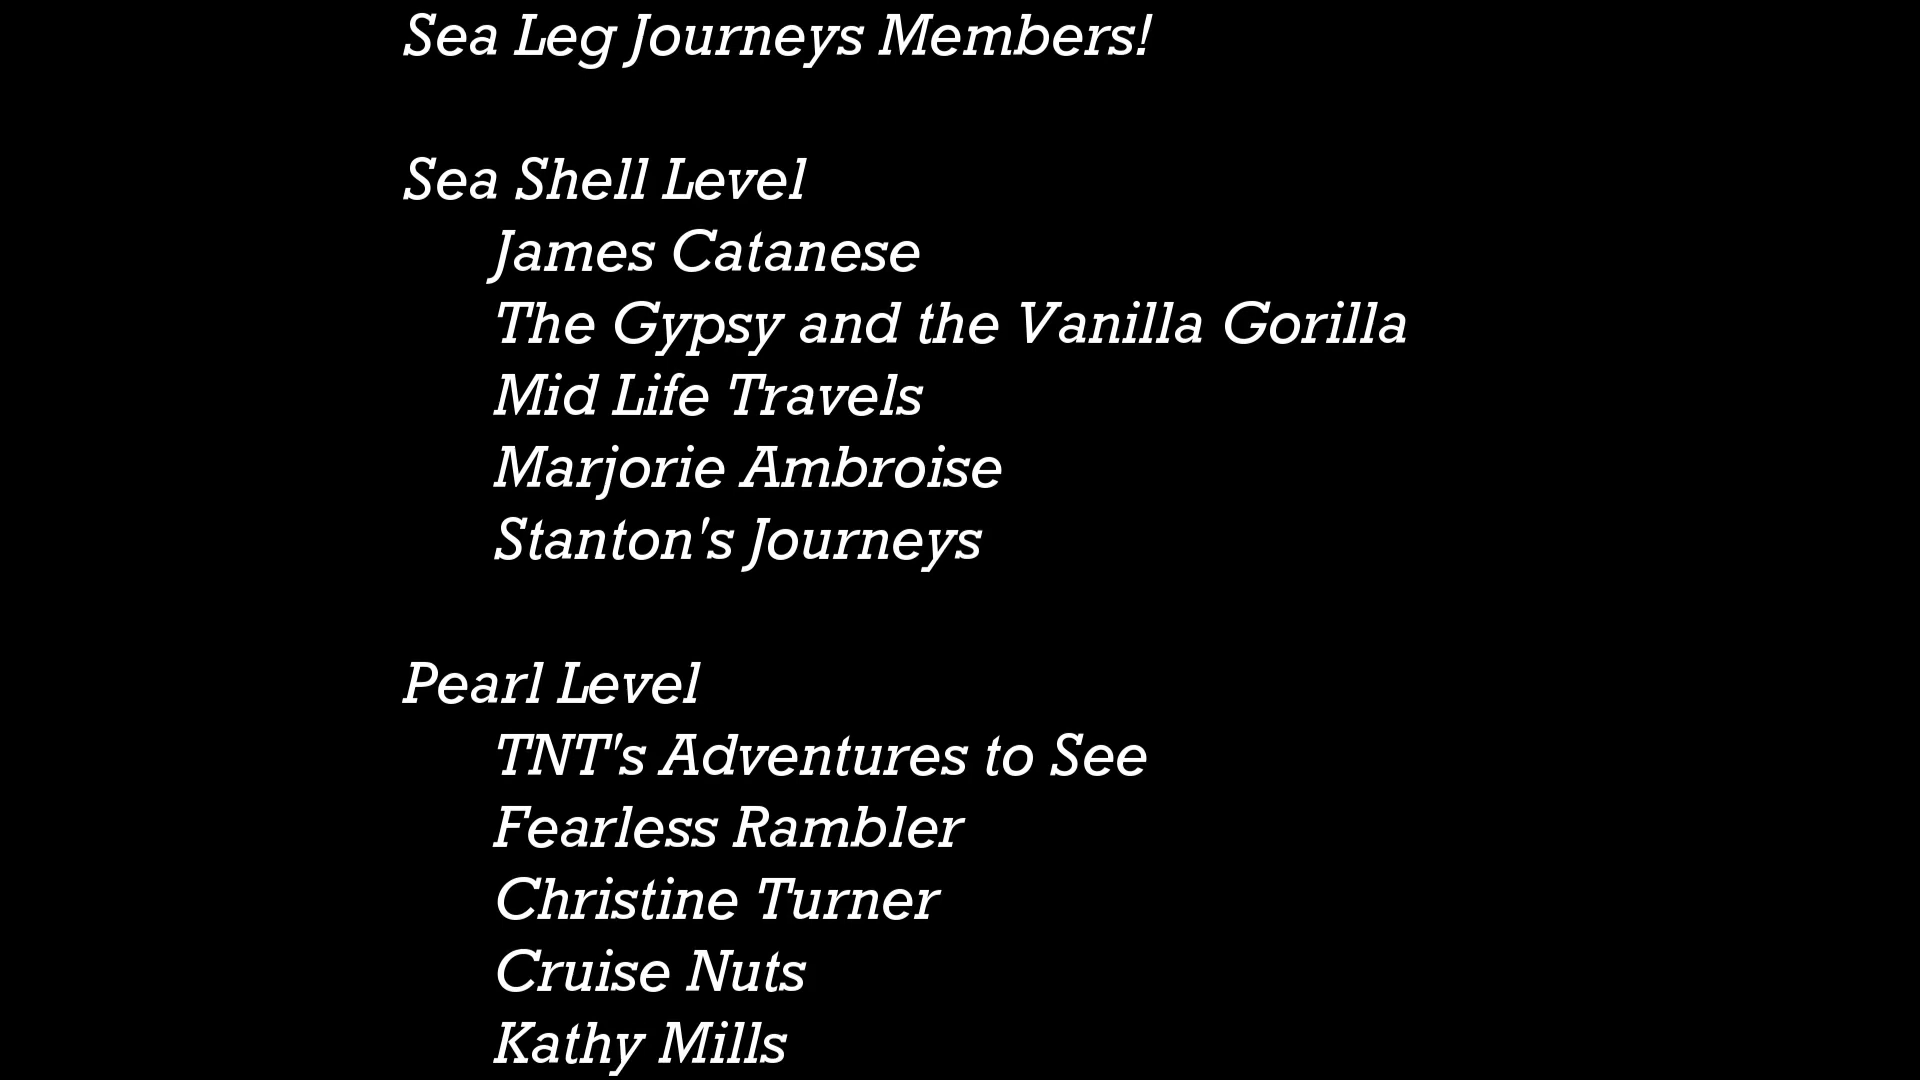 Sea Leg Journeys Members!
Sea Shell Level
James Catanese
The Gypsy and the Vanilla Gorilla
Mid Life Travels
Marjorie Ambroise
Stanton's Journeys
Pearl Level
TNT's Adventures to See
Fearless Rambler
Christine Turner
Cruise Nuts
Kathy Mills